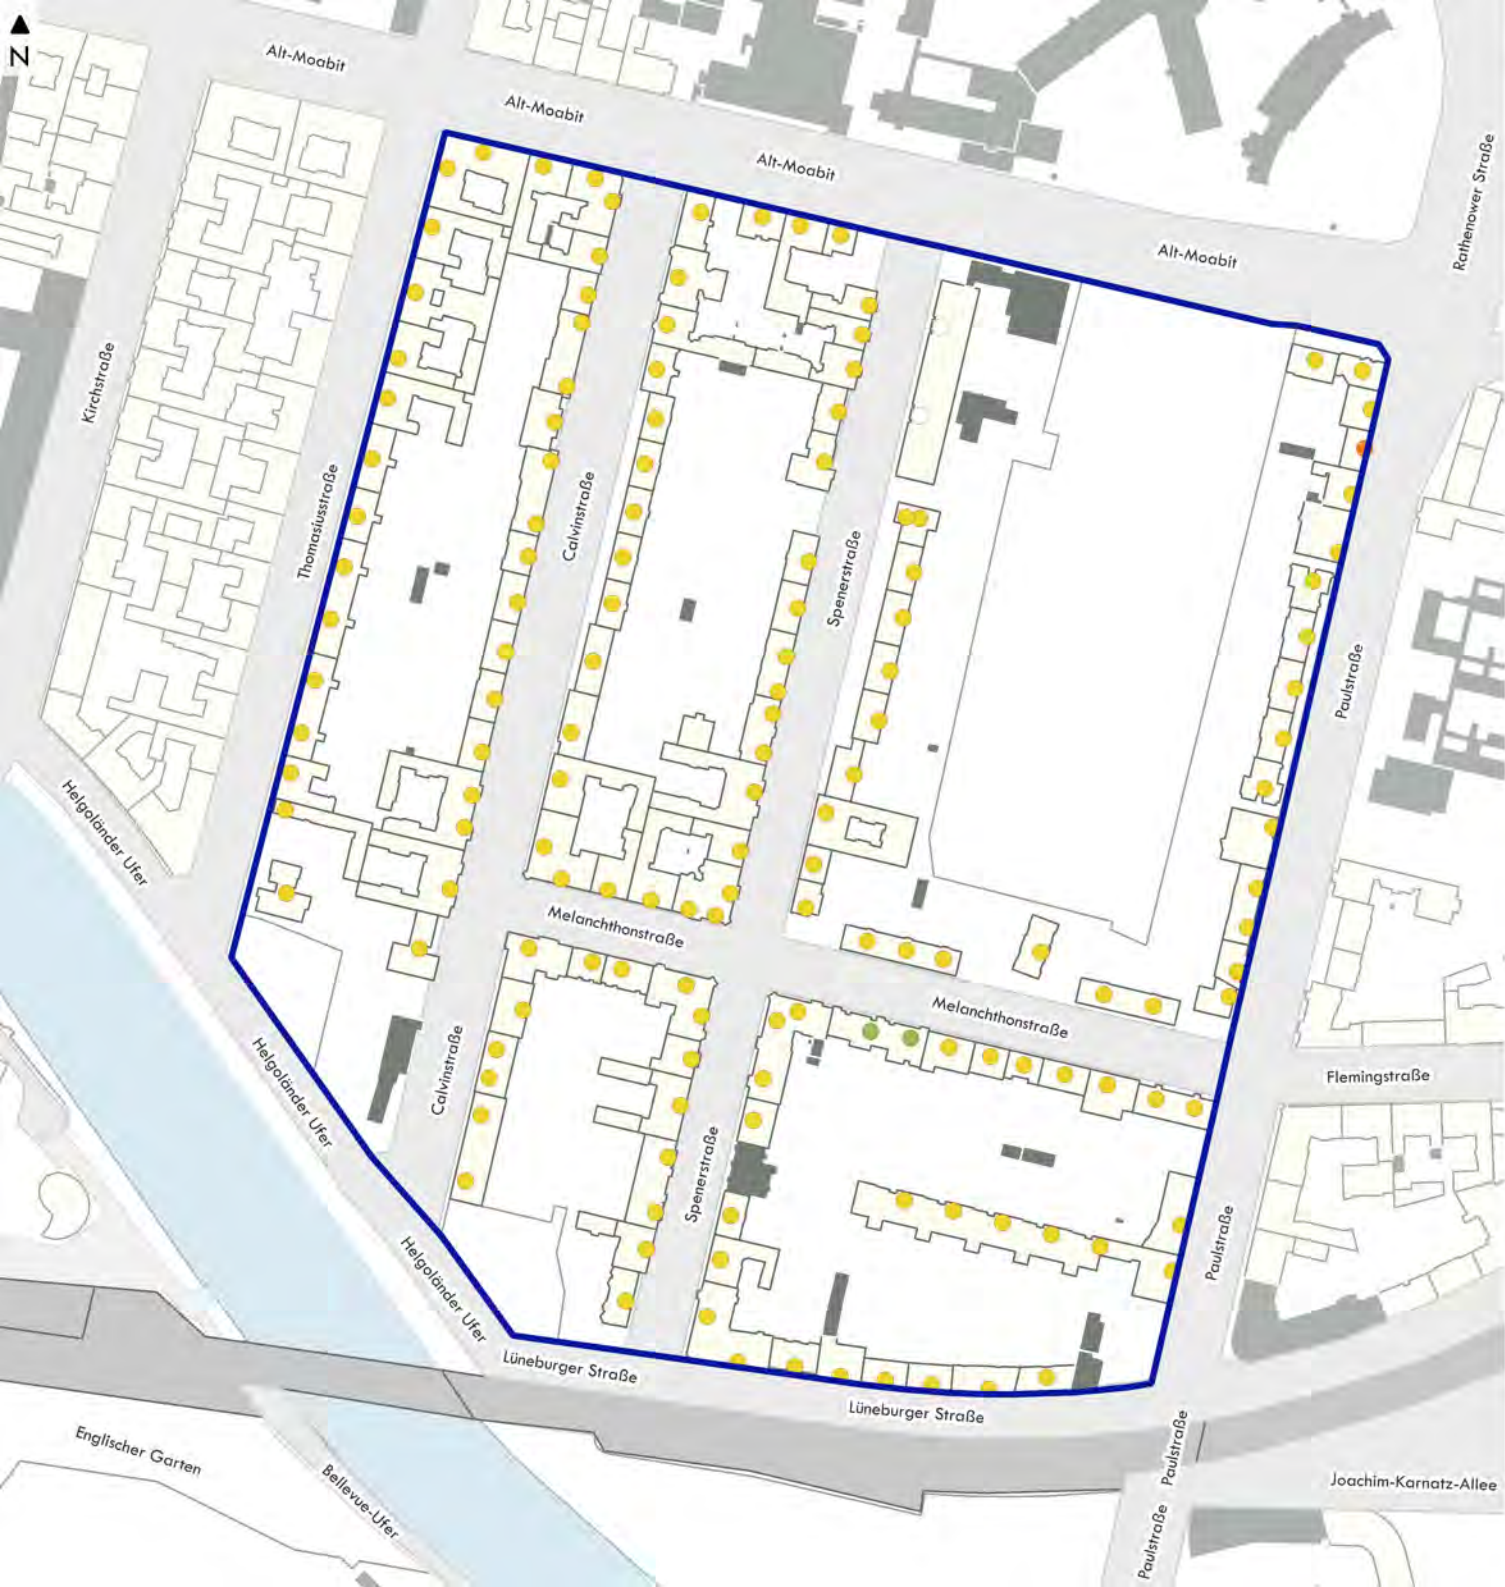 N
Alt-Moabit
Alt-Moabit
Alt-Moabit
Alt-Moabit
Rathenower Straße
Kirchstraße
Thomasiusstraße
Calvinstraße
Spenerstraße
Paulstraße
Helgoländer Ufer
Melanchthonstraße
Melanchthonstraße
Helgoländer Ufer
Calvinstraße
Flemingstraße
Spenerstraße
Paulstraße
Helgoländer Ufer
Lüneburger Straße
Lüneburger Straße
Englischer Garten
Bellevue-Ufer
Paulstraße
Joachim-Karnatz-Allee
Paulstraße